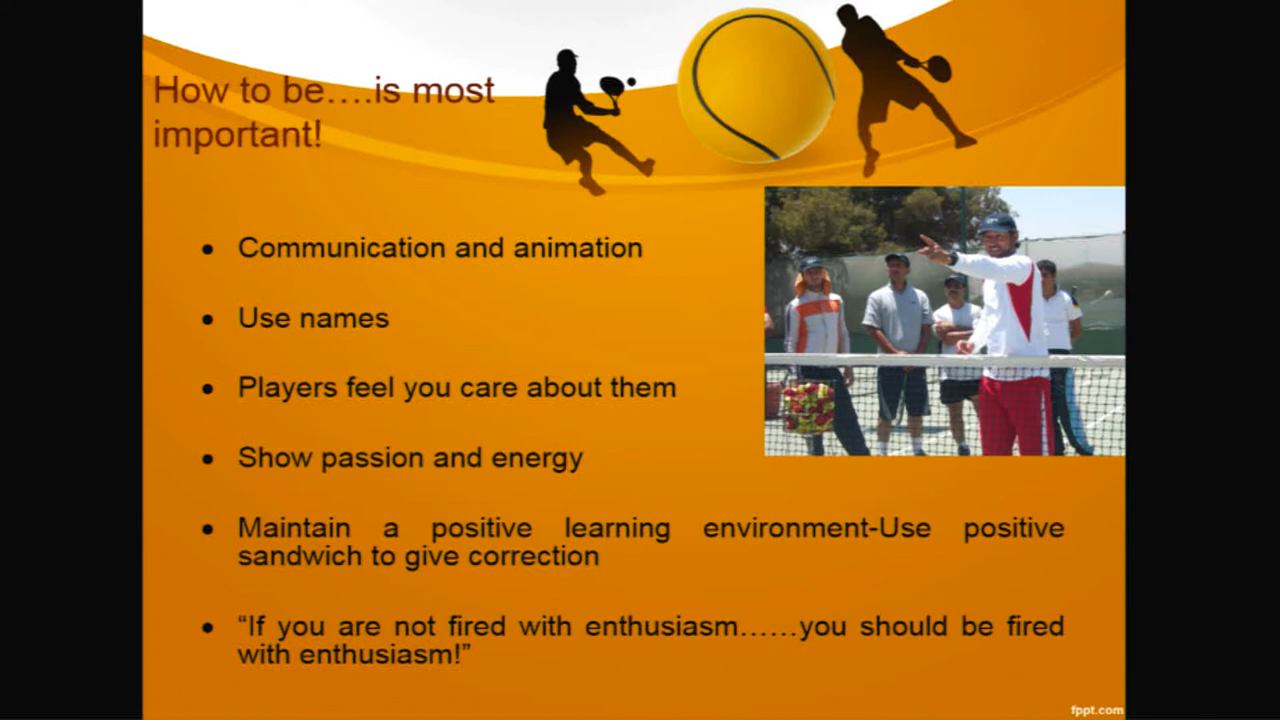 How to be….is most
important!
• Communication and animation
• Use names
• Players feel you care about them
• Show passion and energy
• Maintain a positive learning environment-Use positive
sandwich to give correction
• “If you are not fired with enthusiasm……you should be fired
with enthusiasm!”
fppt.com